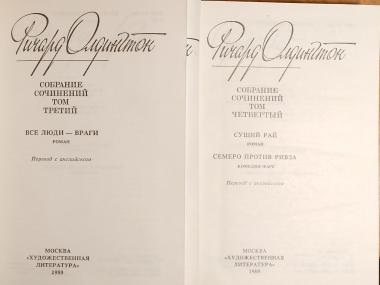 Ричард Олдингтон
СОБРАНИЕ
СОЧИНЕНИЙ
ТОМ
ТРЕТИЙ
ВСЕ ЛЮДИ — ВРАГИ
РОМАН
Перевод с английского
МОСКВА
«ХУДОЖЕСТВЕННАЯ
ЛИТЕРАТУРА»
1989
Ричард Олдингтон
СОБРАНИЕ
СОЧИНЕНИЙ
ТОМ
ЧЕТВЕРТЫЙ
СУЩИЙ РАЙ
РОМАН
СЕМЕРО ПРОТИВ РИВЗА
КОМЕДИЯ-ФАРС
Перевод с английского
МОСКВА
«ХУДОЖЕСТВЕННАЯ
ЛИТЕРАТУРА»
1989